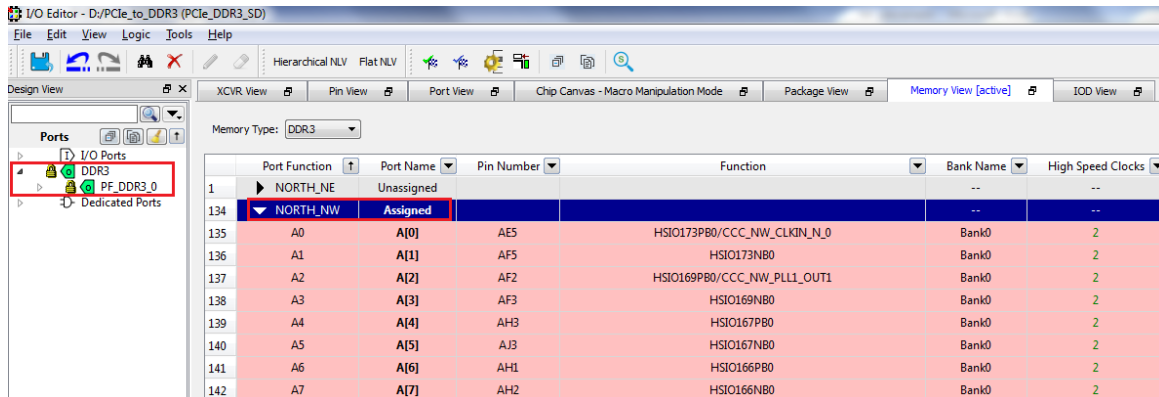 I/O Editor - D:/PCIe_to_DDR3 (PCIe_DDR3_SD)
File Edit View Logic Tools Help
Hierarchical NLV Flat NLV
Design View
XCVR View Pin View Port View Chip Canvas - Macro Manipulation Mode Package View Memory View [active] IOD View
Ports
I/O Ports
DDR3
PF_DDR3_0
Dedicated Ports
Memory Type: DDR3
Port Function Port Name Pin Number Function Bank Name High Speed Clocks
1 NORTH_NE Unassigned -- --
134 NORTH_NW Assigned -- --
135 A0 A[0] AE5 HSIO173PB0/CCC_NW_CLKIN_N_0 Bank0 2
136 A1 A[1] AF5 HSIO173NB0 Bank0 2
137 A2 A[2] AF2 HSIO169PB0/CCC_NW_PLL1_OUT1 Bank0 2
138 A3 A[3] AF3 HSIO169NB0 Bank0 2
139 A4 A[4] AH3 HSIO167PB0 Bank0 2
140 A5 A[5] AJ3 HSIO167NB0 Bank0 2
141 A6 A[6] AH1 HSIO166PB0 Bank0 2
142 A7 A[7] AH2 HSIO166NB0 Bank0 2